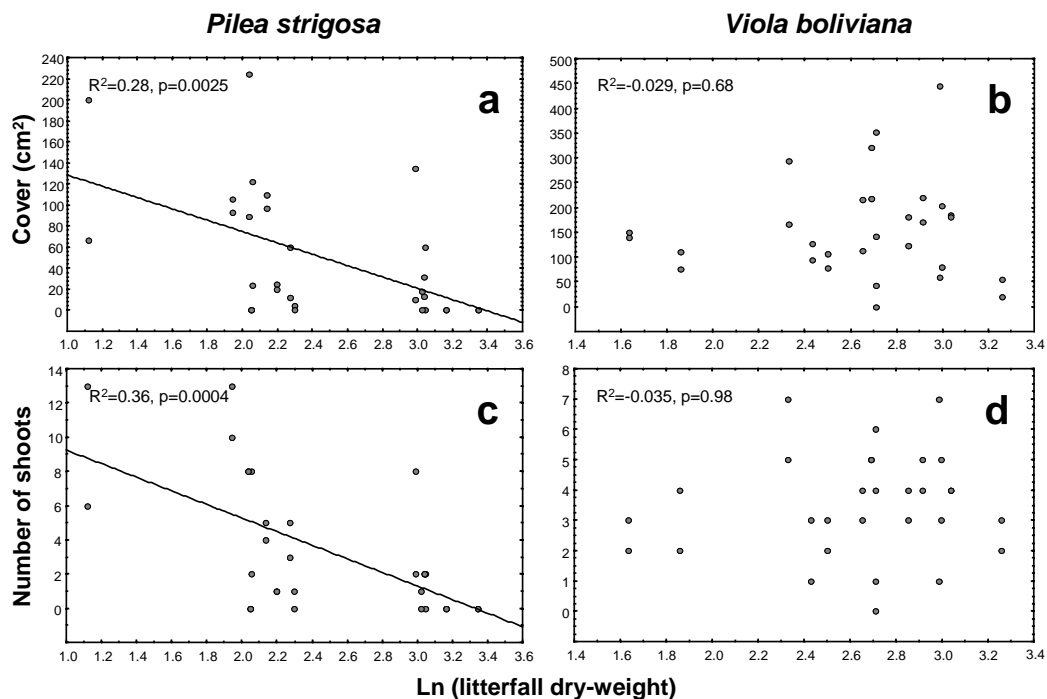 Pilea strigosa Viola boliviana
Cover (cm²)
240
220
200
180
160
140
120
100
80
60
40
20
0
R²=0.28, p=0.0025
a
1.0 1.2 1.4 1.6 1.8 2.0 2.2 2.4 2.6 2.8 3.0 3.2 3.4 3.6
500
450
400
350
300
250
200
150
100
50
0
R²=-0.029, p=0.68
b
1.4 1.6 1.8 2.0 2.2 2.4 2.6 2.8 3.0 3.2 3.4
Number of shoots
14
12
10
8
6
4
2
0
R²=0.36, p=0.0004
c
1.0 1.2 1.4 1.6 1.8 2.0 2.2 2.4 2.6 2.8 3.0 3.2 3.4 3.6
8
7
6
5
4
3
2
1
0
R²=-0.035, p=0.98
d
1.4 1.6 1.8 2.0 2.2 2.4 2.6 2.8 3.0 3.2 3.4
Ln (litterfall dry-weight)